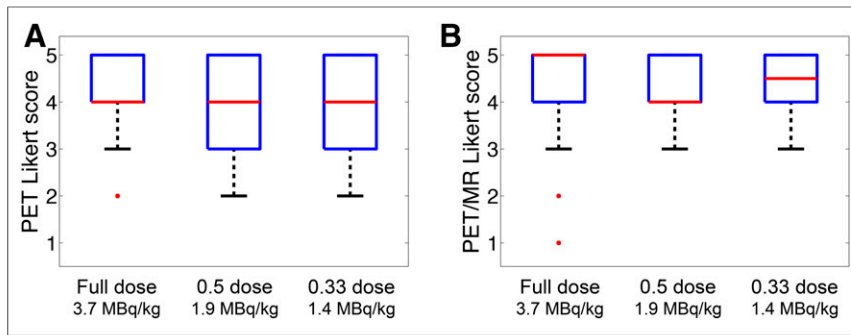 A
PET Likert score
5
4
3
2
1
Full dose
3.7 MBq/kg
0.5 dose
1.9 MBq/kg
0.33 dose
1.4 MBq/kg
B
PET/MR Likert score
5
4
3
2
1
Full dose
3.7 MBq/kg
0.5 dose
1.9 MBq/kg
0.33 dose
1.4 MBq/kg